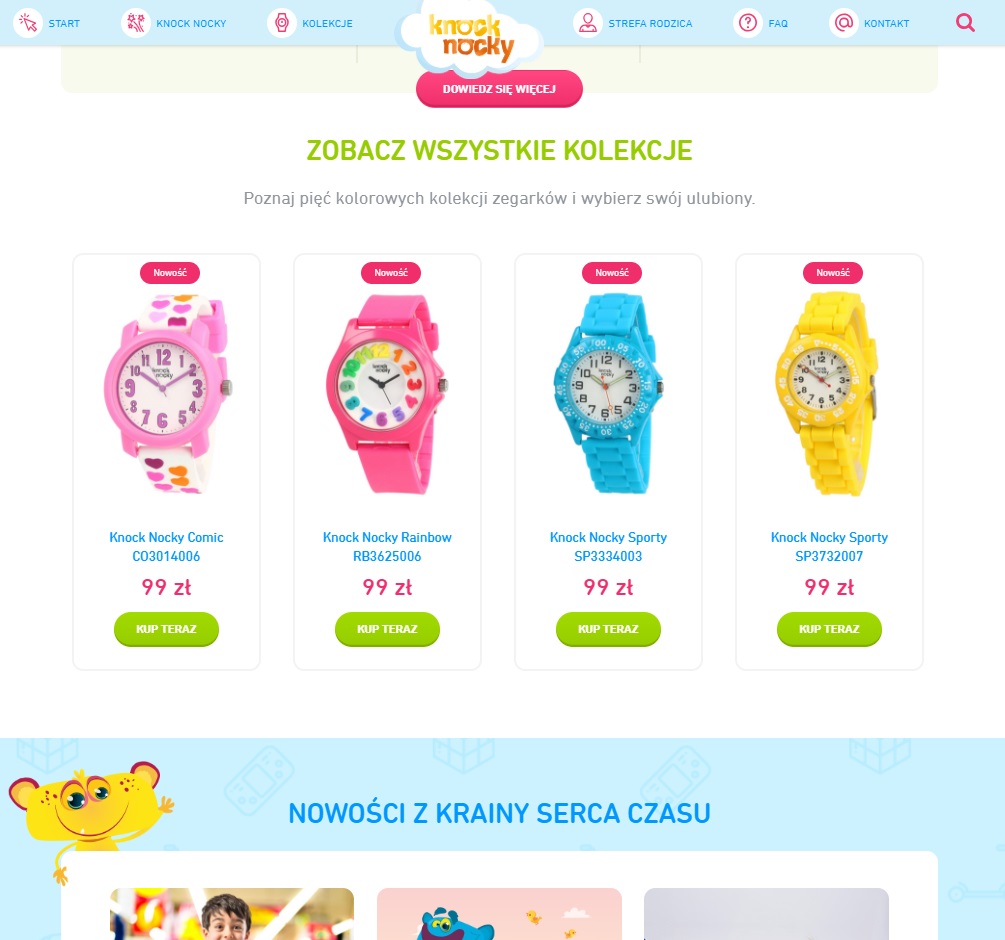 START
KNOCK NOCKY
KOLEKCJE
knock
nocky
STREFA RODZICA
FAQ
KONTAKT
DOWIEDZ SIĘ WIĘCEJ
ZOBACZ WSZYSTKIE KOLEKCJE
Poznaj pięć kolorowych kolekcji zegarków i wybierz swój ulubiony.
Nowość
Nowość
Nowość
Nowość
Knock Nocky Comic
CO3014006
99 zł
KUP TERAZ
Knock Nocky Rainbow
RB3625006
99 zł
KUP TERAZ
Knock Nocky Sporty
SP3334003
99 zł
KUP TERAZ
Knock Nocky Sporty
SP3732007
99 zł
KUP TERAZ
NOWOŚCI Z KRAINY SERCA CZASU